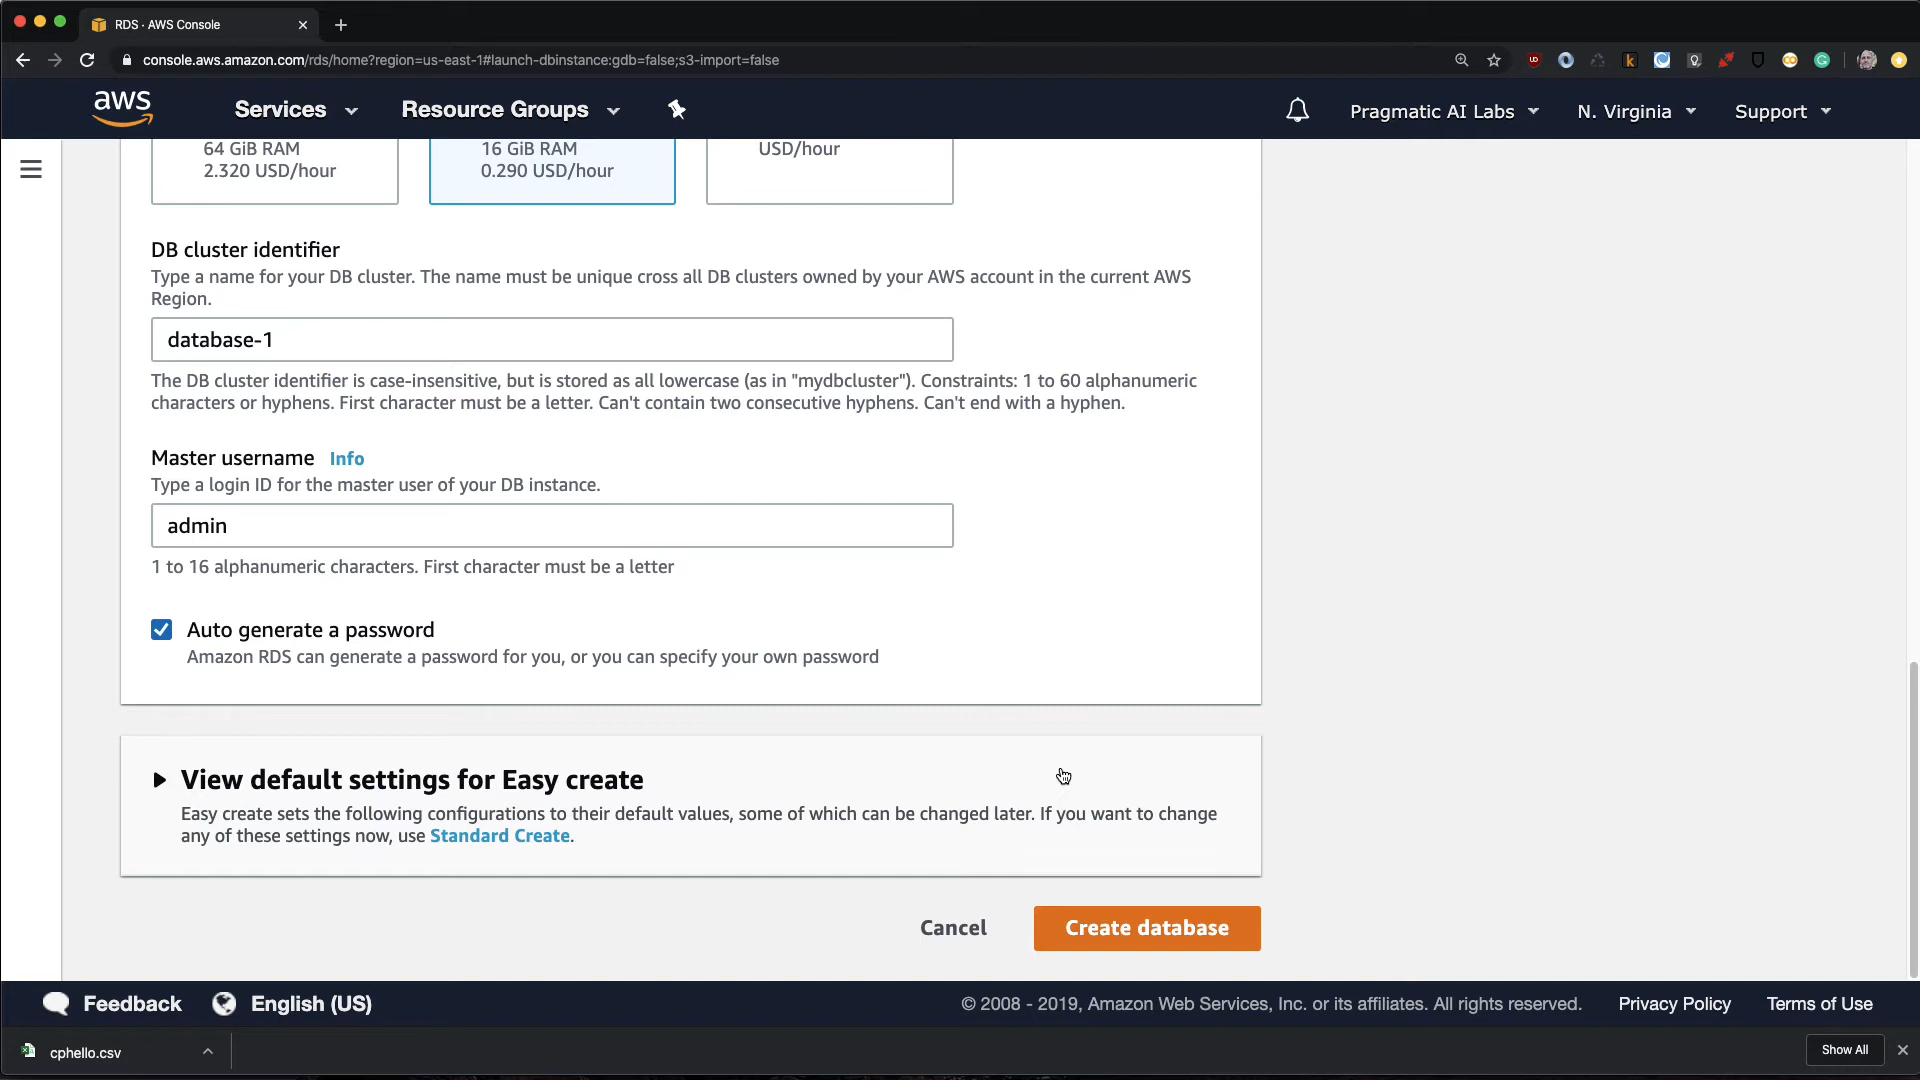 RDS · AWS Console
console.aws.amazon.com/rds/home?region=us-east-1#launch-dbinstance:gdb=false;s3-import=false
aws
Services
Resource Groups
Pragmatic AI Labs
N. Virginia
Support
64 GiB RAM
2.320 USD/hour
16 GiB RAM
0.290 USD/hour
USD/hour
DB cluster identifier
Type a name for your DB cluster. The name must be unique cross all DB clusters owned by your AWS account in the current AWS
Region.
database-1
The DB cluster identifier is case-insensitive, but is stored as all lowercase (as in "mydbcluster"). Constraints: 1 to 60 alphanumeric
characters or hyphens. First character must be a letter. Can't contain two consecutive hyphens. Can't end with a hyphen.
Master username Info
Type a login ID for the master user of your DB instance.
admin
1 to 16 alphanumeric characters. First character must be a letter
Auto generate a password
Amazon RDS can generate a password for you, or you can specify your own password
View default settings for Easy create
Easy create sets the following configurations to their default values, some of which can be changed later. If you want to change
any of these settings now, use Standard Create.
Cancel
Create database
Feedback
English (US)
© 2008 - 2019, Amazon Web Services, Inc. or its affiliates. All rights reserved.
Privacy Policy
Terms of Use
cphello.csv
Show All